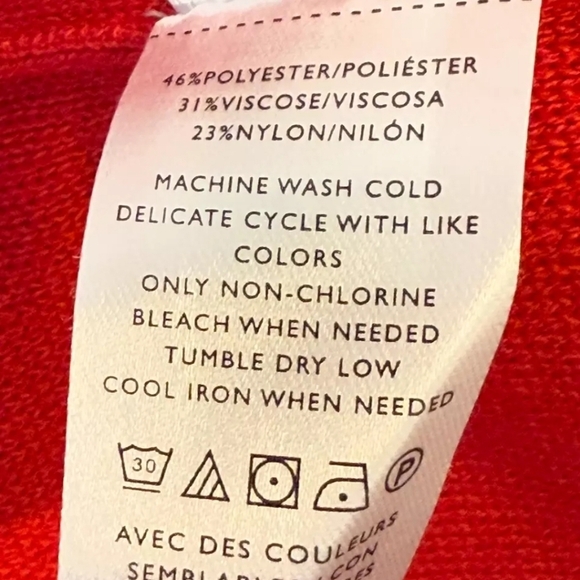 46%POLYESTER/POLIÉSTER
31%VISCOSE/VISCOSA
23%NYLON/NILÓN
MACHINE WASH COLD
DELICATE CYCLE WITH LIKE
COLORS
ONLY NON-CHLORINE
BLEACH WHEN NEEDED
TUMBLE DRY LOW
COOL IRON WHEN NEEDED
30 P
AVEC DES COULEURS
CON